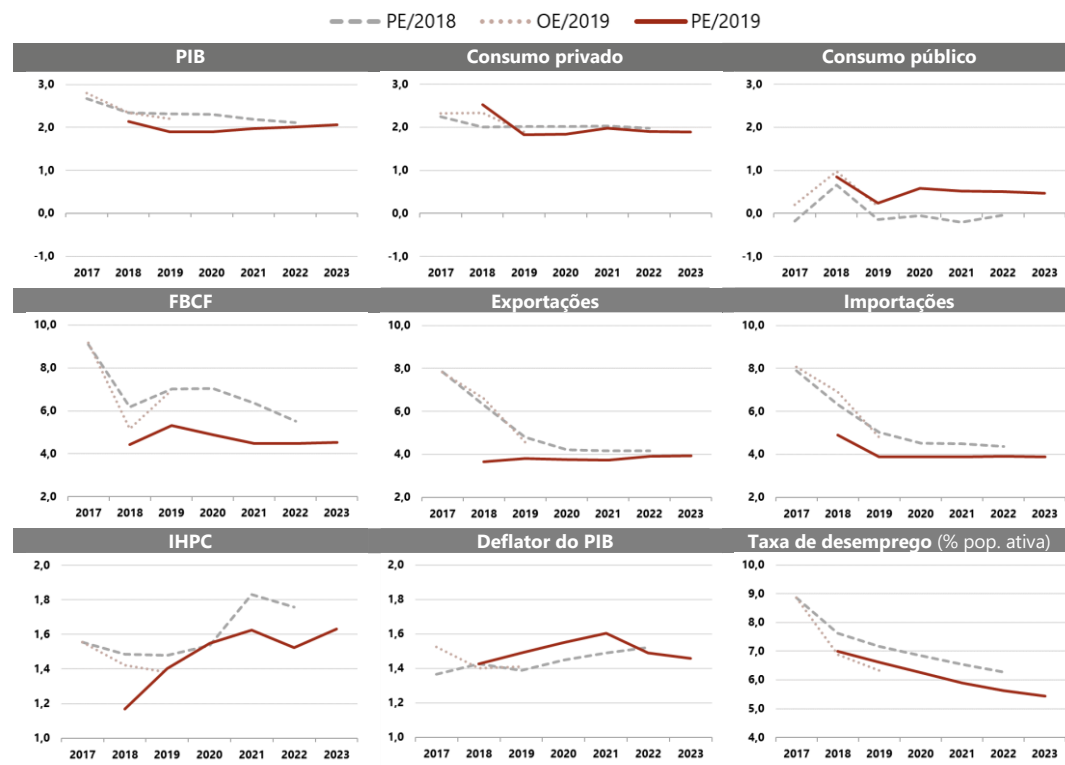 PE/2018 OE/2019 PE/2019
PIB Consumo privado Consumo público
3,0 3,0 3,0
2,0 2,0 2,0
1,0 1,0 1,0
0,0 0,0 0,0
-1,0 -1,0 -1,0
2017 2018 2019 2020 2021 2022 2023 2017 2018 2019 2020 2021 2022 2023 2017 2018 2019 2020 2021 2022 2023
FBCF Exportações Importações
10,0 10,0 10,0
8,0 8,0 8,0
6,0 6,0 6,0
4,0 4,0 4,0
2,0 2,0 2,0
2017 2018 2019 2020 2021 2022 2023 2017 2018 2019 2020 2021 2022 2023 2017 2018 2019 2020 2021 2022 2023
IHPC Deflator do PIB Taxa de desemprego (% pop. ativa)
2,0 2,0 10,0
1,8 1,8 9,0
1,6 1,6 8,0
1,4 1,4 7,0
1,2 1,2 6,0
1,0 1,0 5,0
4,0
2017 2018 2019 2020 2021 2022 2023 2017 2018 2019 2020 2021 2022 2023 2017 2018 2019 2020 2021 2022 2023